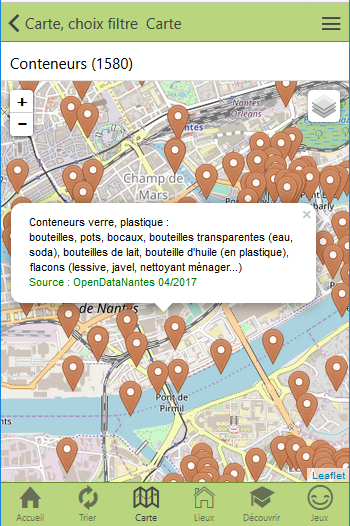 Carte, choix filtre Carte
Conteneurs (1580)
+
−
Nantes
Orléans
Nantes
Champ de
Mars
Conteneurs verre, plastique :
bouteilles, pots, bocaux, bouteilles transparentes (eau,
soda), bouteilles de lait, bouteille d'huile (en plastique),
flacons (lessive, javel, nettoyant ménager...)
Source : OpenDataNantes 04/2017
×
de Nantes
Pont de
Pirmil
nts
Leaflet
Accueil Trier Carte Lieux Découvrir Jeux